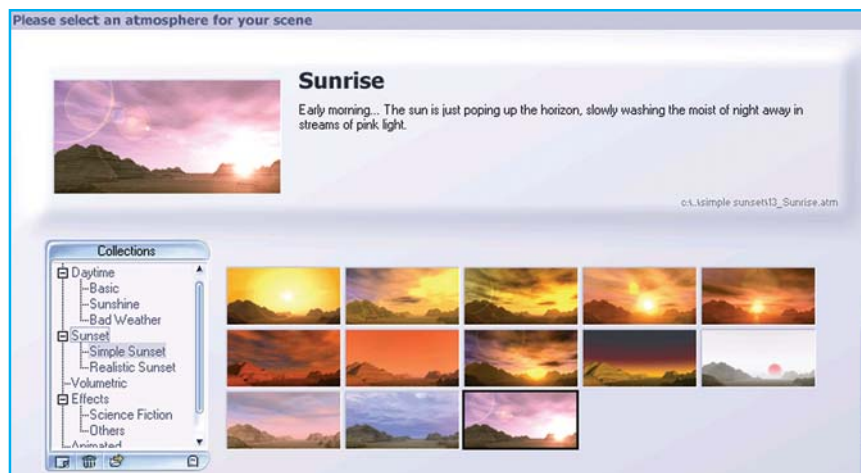 Please select an atmosphere for your scene
Sunrise
Early morning... The sun is just poping up the horizon, slowly washing the moist of night away in
streams of pink light.
c:\..\simple sunset\13_Sunrise.atm
Collections
Daytime
Basic
Sunshine
Bad Weather
Sunset
Simple Sunset
Realistic Sunset
Volumetric
Effects
Science Fiction
Others
Animated